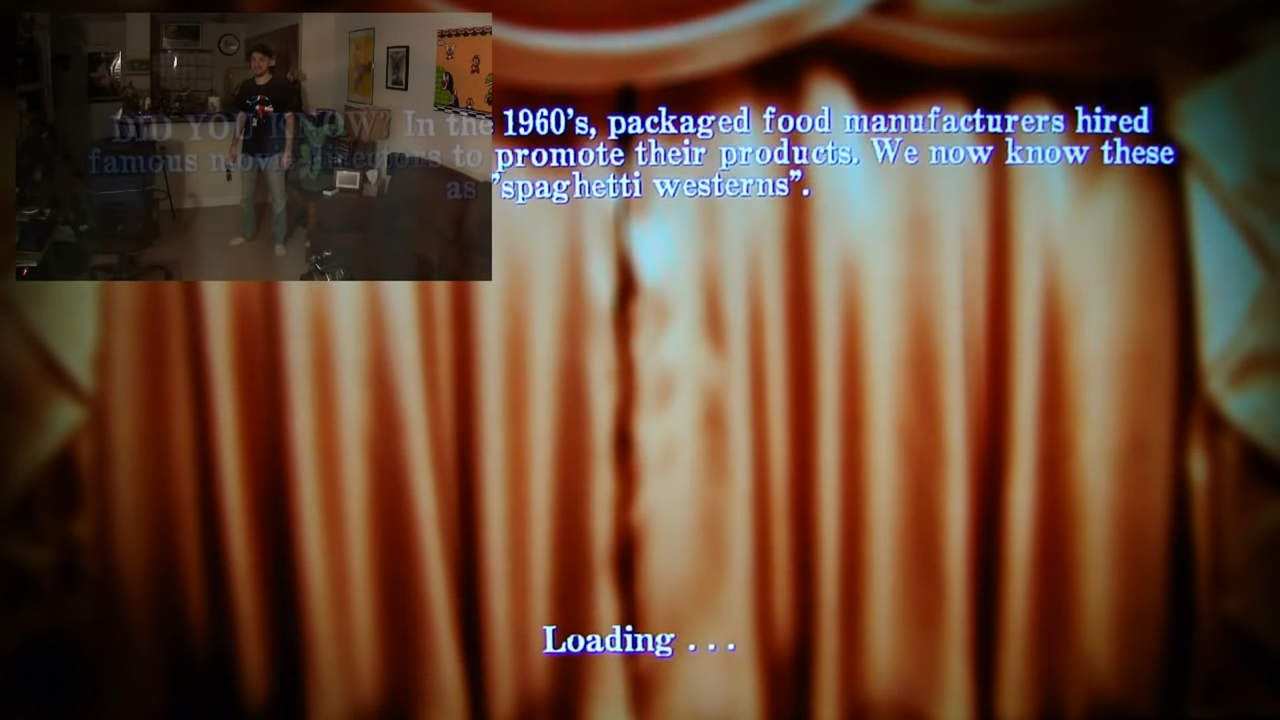 DID YOU KNOW? In the 1960's, packaged food manufacturers hired
famous movie directors to promote their products. We now know these
as "spaghetti westerns".
Loading . . .